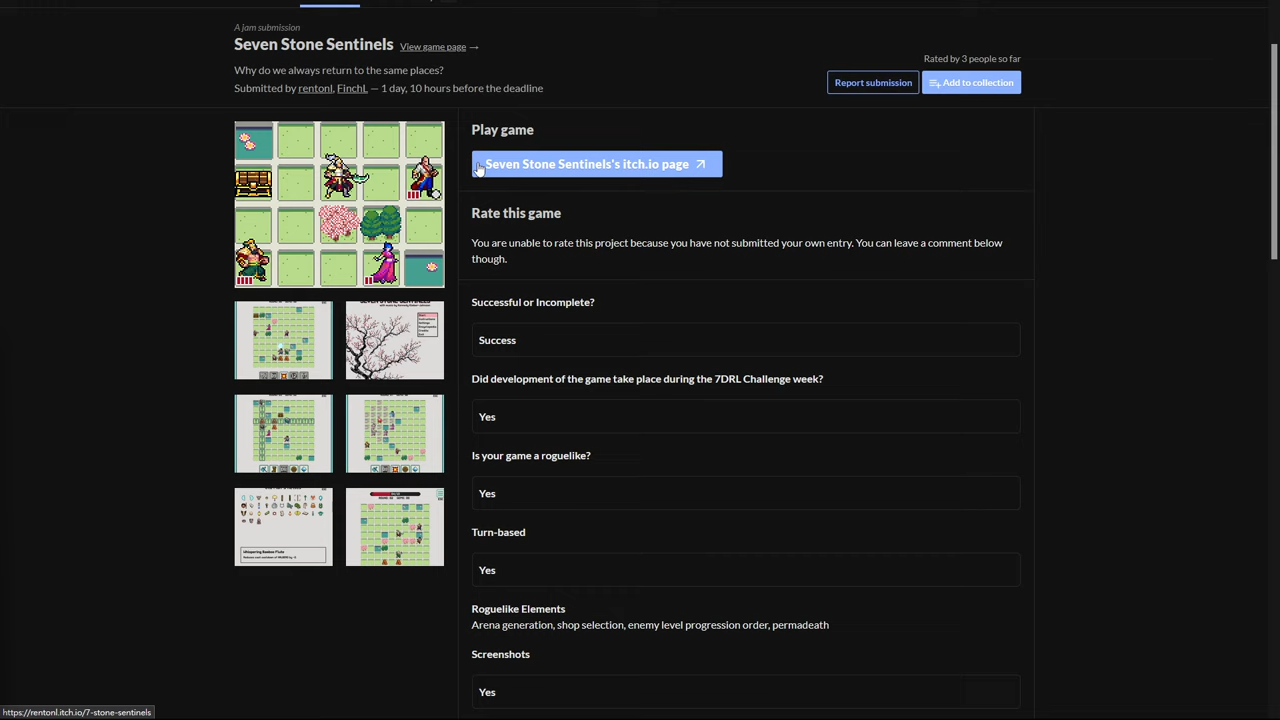 A jam submission
Seven Stone Sentinels View game page →
Why do we always return to the same places?
Submitted by rentonl, FinchL — 1 day, 10 hours before the deadline
Rated by 3 people so far
Report submission
Add to collection
Play game
Seven Stone Sentinels's itch.io page
Rate this game
You are unable to rate this project because you have not submitted your own entry. You can leave a comment below
though.
Successful or Incomplete?
Success
Did development of the game take place during the 7DRL Challenge week?
Yes
Is your game a roguelike?
Yes
Turn-based
Yes
Roguelike Elements
Arena generation, shop selection, enemy level progression order, permadeath
Screenshots
Yes
https://rentonl.itch.io/7-stone-sentinels